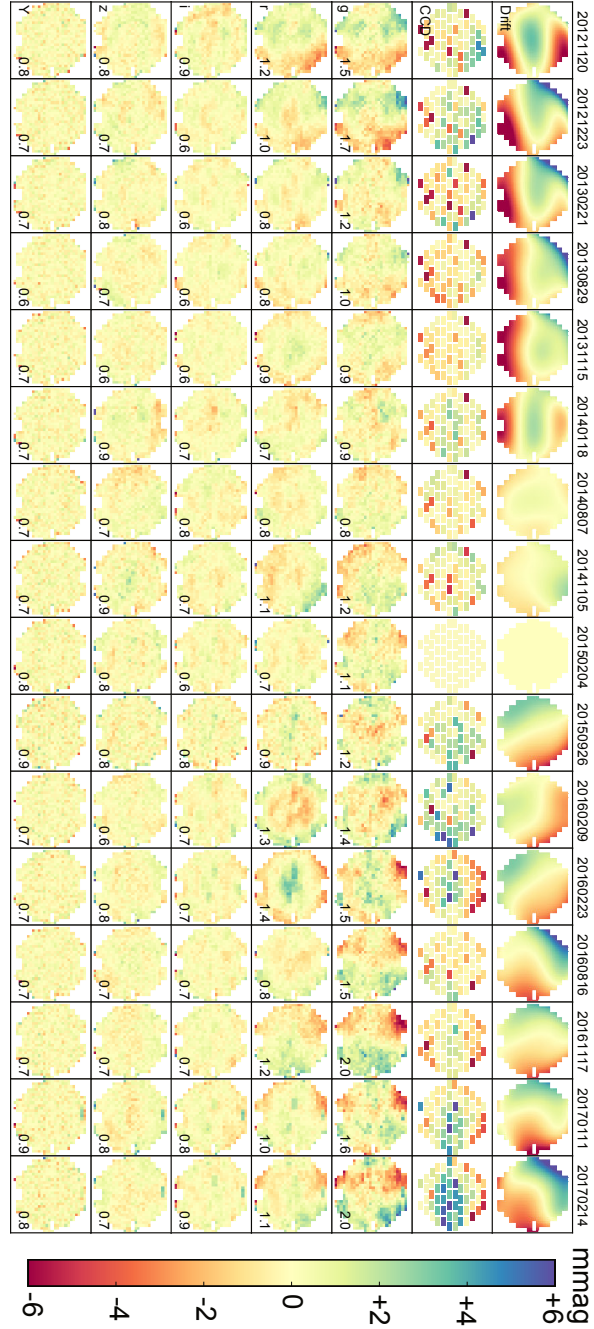 20121120 20121223 20130221 20130829 20131115 20140118 20140807 20141105 20150204 20150926 20160209 20160223 20160816 20161117 20170111 20170214
Drift
CCD
g 1.5 1.7 1.2 1.0 0.9 0.9 0.8 1.2 1.1 1.2 1.4 1.5 1.5 2.0 1.6 2.0
r 1.2 1.0 0.8 0.8 0.9 0.7 0.8 1.1 0.7 0.9 1.3 1.4 0.8 1.2 1.0 1.1
i 0.9 0.6 0.6 0.6 0.6 0.7 0.8 0.7 0.6 0.8 0.7 0.7 0.7 0.7 0.8 0.9
z 0.8 0.7 0.8 0.7 0.6 0.9 0.7 0.9 0.8 0.8 0.6 0.8 0.7 0.7 0.8 0.7
Y 0.8 0.7 0.7 0.6 0.7 0.7 0.7 0.7 0.8 0.9 0.7 0.7 0.7 0.7 0.9 0.8
mmag
+6
+4
+2
0
-2
-4
-6